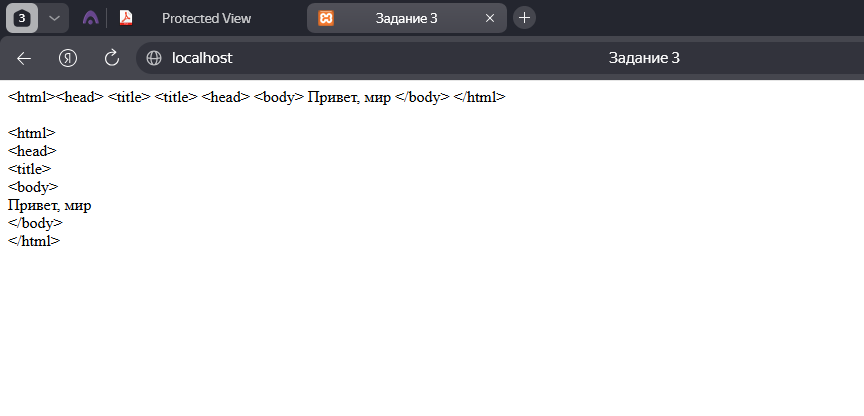 3 Protected View Задание 3
localhost Задание 3
<html><head> <title> <title> <head> <body> Привет, мир </body> </html>
<html>
<head>
<title>
<body>
Привет, мир
</body>
</html>